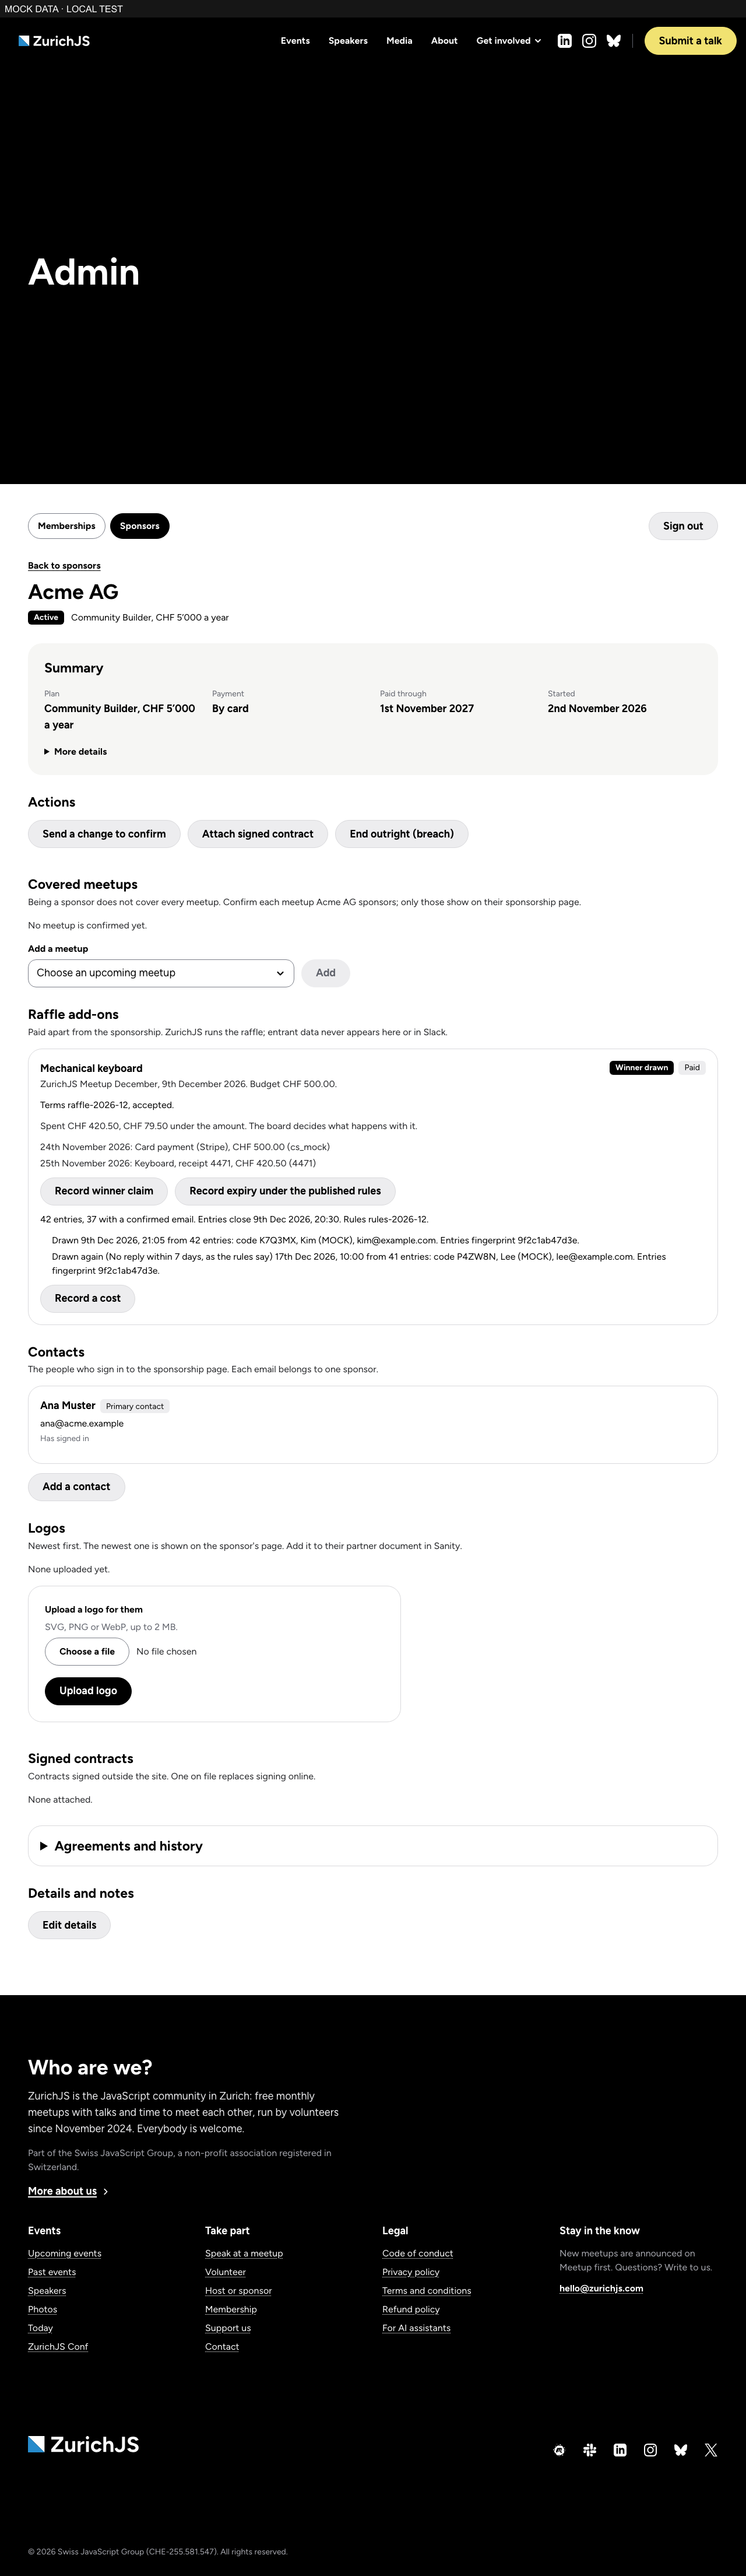 MOCK DATA · LOCAL TEST
ZurichJS
Events
Speakers
Media
About
Get involved
Submit a talk
Admin
Memberships
Sponsors
Sign out
Back to sponsors
Acme AG
Active
Community Builder, CHF 5’000 a year
Summary
Plan
Community Builder, CHF 5’000
a year
Payment
By card
Paid through
1st November 2027
Started
2nd November 2026
More details
Actions
Send a change to confirm
Attach signed contract
End outright (breach)
Covered meetups
Being a sponsor does not cover every meetup. Confirm each meetup Acme AG sponsors; only those show on their sponsorship page.
No meetup is confirmed yet.
Add a meetup
Choose an upcoming meetup
Add
Raffle add-ons
Paid apart from the sponsorship. ZurichJS runs the raffle; entrant data never appears here or in Slack.
Mechanical keyboard
Winner drawn
Paid
ZurichJS Meetup December, 9th December 2026. Budget CHF 500.00.
Terms raffle-2026-12, accepted.
Spent CHF 420.50, CHF 79.50 under the amount. The board decides what happens with it.
24th November 2026: Card payment (Stripe), CHF 500.00 (cs_mock)
25th November 2026: Keyboard, receipt 4471, CHF 420.50 (4471)
Record winner claim
Record expiry under the published rules
42 entries, 37 with a confirmed email. Entries close 9th Dec 2026, 20:30. Rules rules-2026-12.
Drawn 9th Dec 2026, 21:05 from 42 entries: code K7Q3MX, Kim (MOCK), kim@example.com. Entries fingerprint 9f2c1ab47d3e.
Drawn again (No reply within 7 days, as the rules say) 17th Dec 2026, 10:00 from 41 entries: code P4ZW8N, Lee (MOCK), lee@example.com. Entries
fingerprint 9f2c1ab47d3e.
Record a cost
Contacts
The people who sign in to the sponsorship page. Each email belongs to one sponsor.
Ana Muster
Primary contact
ana@acme.example
Has signed in
Add a contact
Logos
Newest first. The newest one is shown on the sponsor's page. Add it to their partner document in Sanity.
None uploaded yet.
Upload a logo for them
SVG, PNG or WebP, up to 2 MB.
Choose a file
No file chosen
Upload logo
Signed contracts
Contracts signed outside the site. One on file replaces signing online.
None attached.
Agreements and history
Details and notes
Edit details
Who are we?
ZurichJS is the JavaScript community in Zurich: free monthly
meetups with talks and time to meet each other, run by volunteers
since November 2024. Everybody is welcome.
Part of the Swiss JavaScript Group, a non-profit association registered in
Switzerland.
More about us
Events
Upcoming events
Past events
Speakers
Photos
Today
ZurichJS Conf
Take part
Speak at a meetup
Volunteer
Host or sponsor
Membership
Support us
Contact
Legal
Code of conduct
Privacy policy
Terms and conditions
Refund policy
For AI assistants
Stay in the know
New meetups are announced on
Meetup first. Questions? Write to us.
hello@zurichjs.com
ZurichJS
© 2026 Swiss JavaScript Group (CHE-255.581.547). All rights reserved.